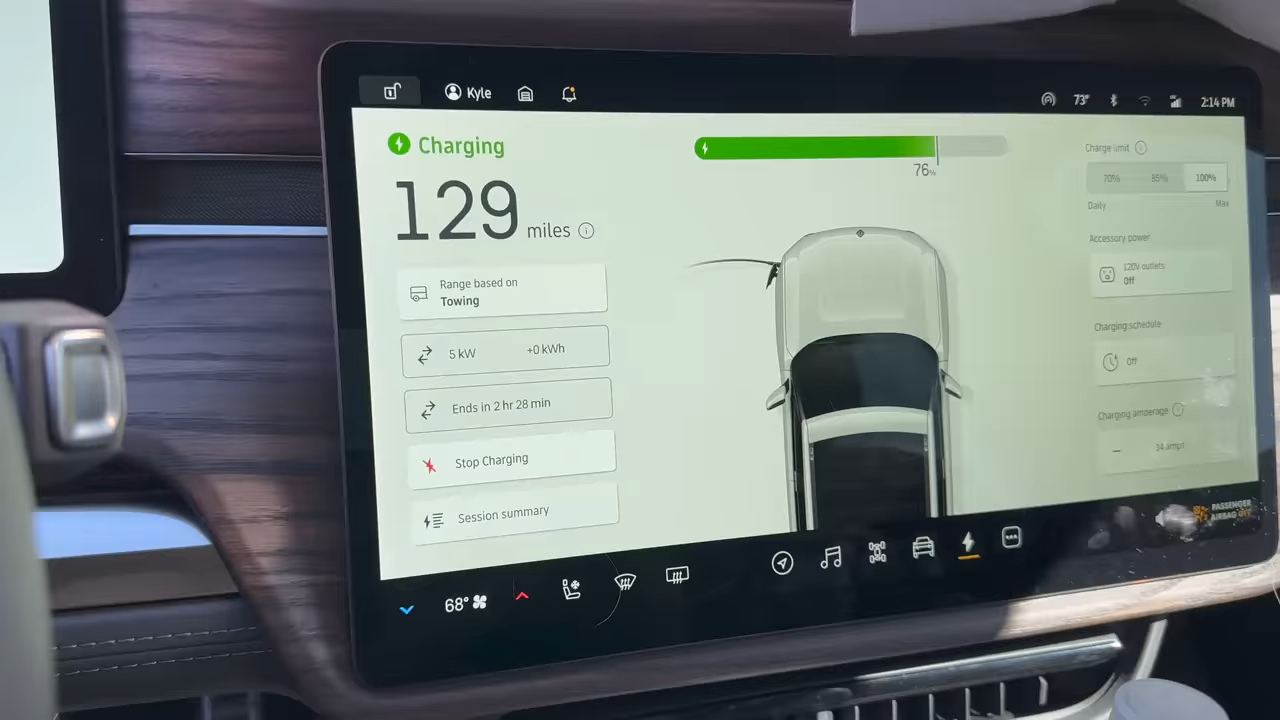 Kyle
73°
LTE
2:14 PM
Charging
129 miles
Range based on
Towing
5 kW +0 kWh
Ends in 2 hr 28 min
Stop Charging
Session summary
76%
Charge limit
70% 85% 100%
Daily Max
Accessory power
120V outlets
Off
Charging schedule
Off
Charging amperage
PASSENGER
AIRBAG OFF
68°